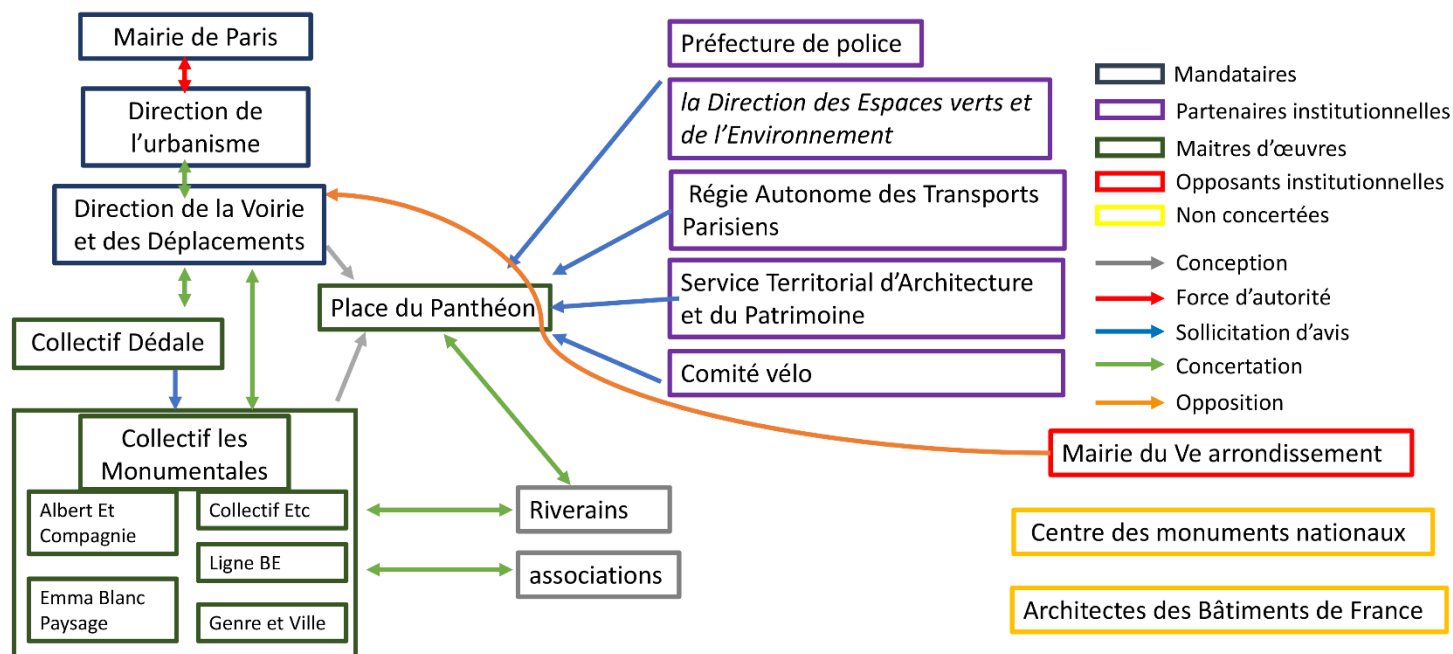 Mairie de Paris
Direction de
l’urbanisme
Direction de la Voirie
et des Déplacements
Collectif Dédale
Collectif les
Monumentales
Albert Et
Compagnie
Collectif Etc
Ligne BE
Emma Blanc
Paysage
Genre et Ville
Place du Panthéon
Riverains
associations
Préfecture de police
la Direction des Espaces verts et
de l’Environnement
Régie Autonome des Transports
Parisiens
Service Territorial d’Architecture
et du Patrimoine
Comité vélo
Mandataires
Partenaires institutionnelles
Maitres d’œuvres
Opposants institutionnelles
Non concertées
Conception
Force d’autorité
Sollicitation d’avis
Concertation
Opposition
Mairie du Ve arrondissement
Centre des monuments nationaux
Architectes des Bâtiments de France